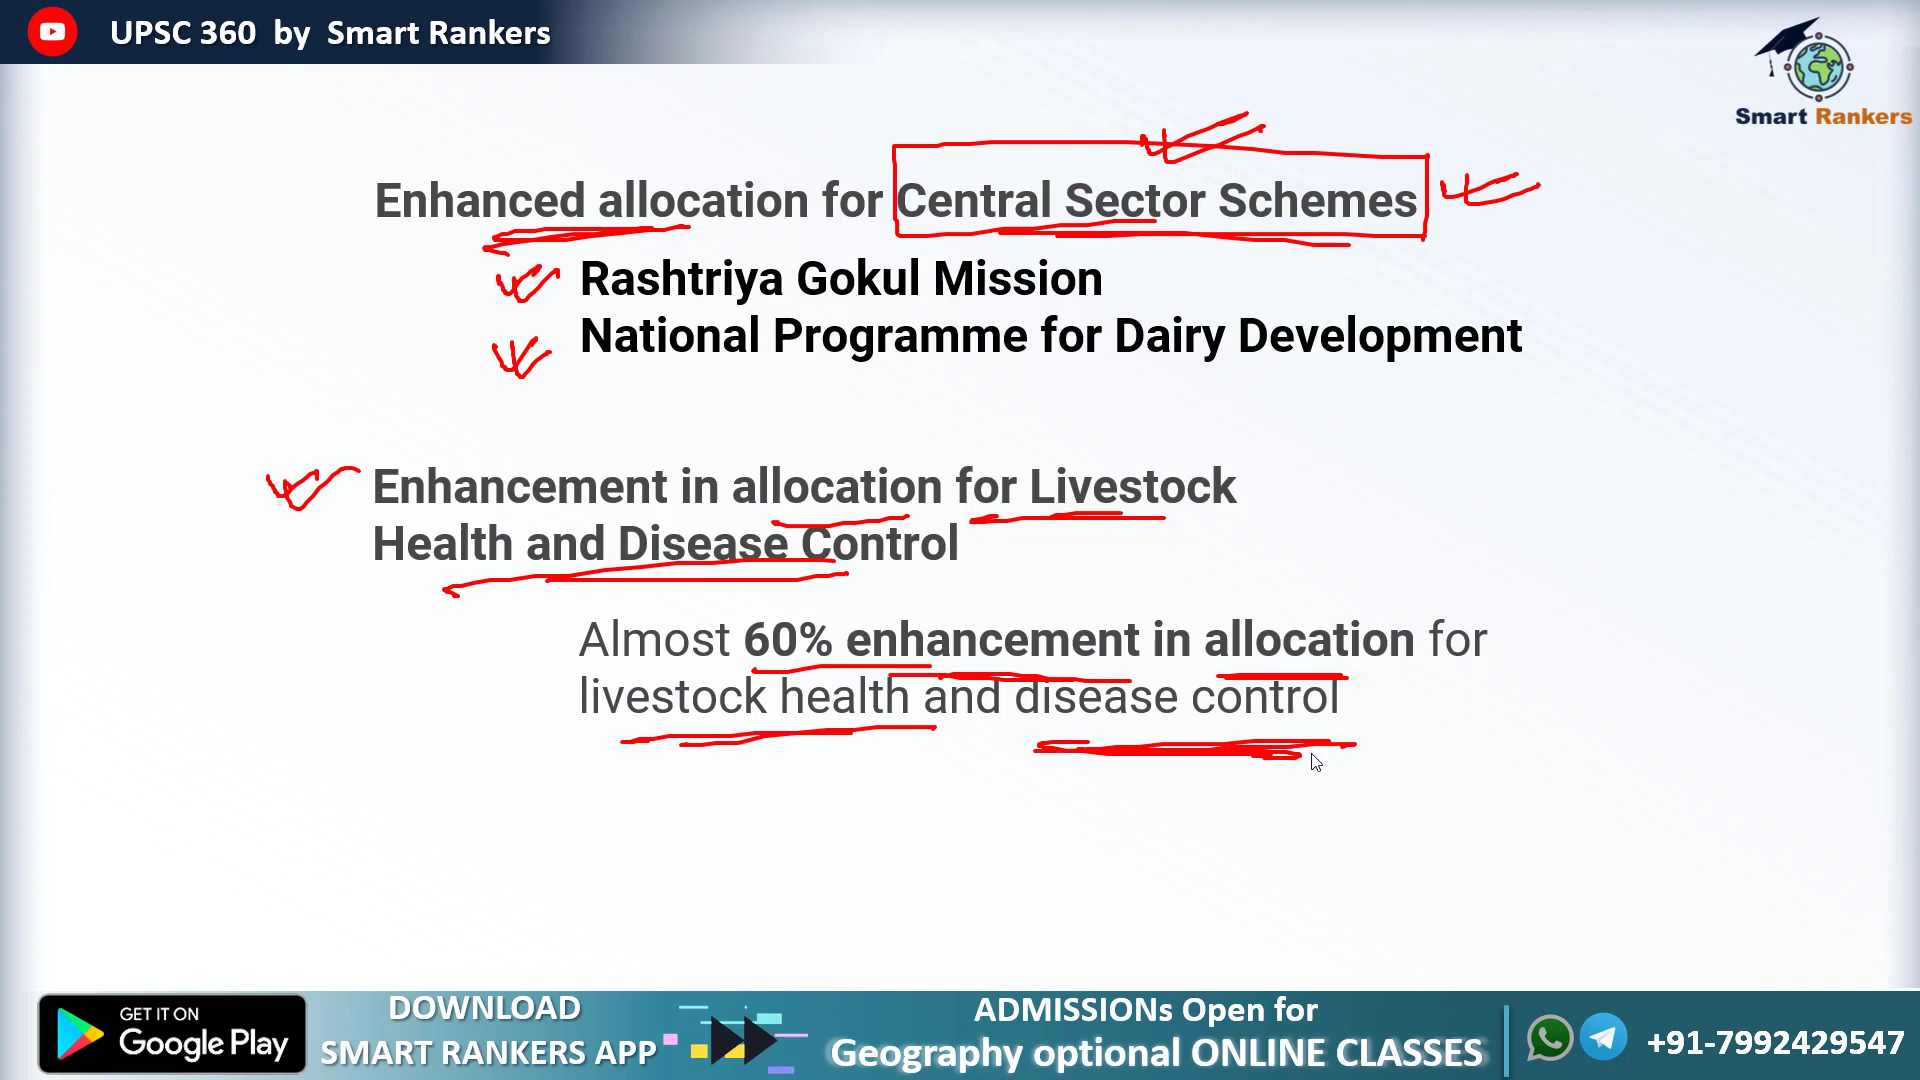 UPSC 360 by Smart Rankers
Smart Rankers
Enhanced allocation for Central Sector Schemes
Rashtriya Gokul Mission
National Programme for Dairy Development
Enhancement in allocation for Livestock
Health and Disease Control
Almost 60% enhancement in allocation for
livestock health and disease control
GET IT ON
Google Play
DOWNLOAD
SMART RANKERS APP
ADMISSIONs Open for
Geography optional ONLINE CLASSES
+91-7992429547